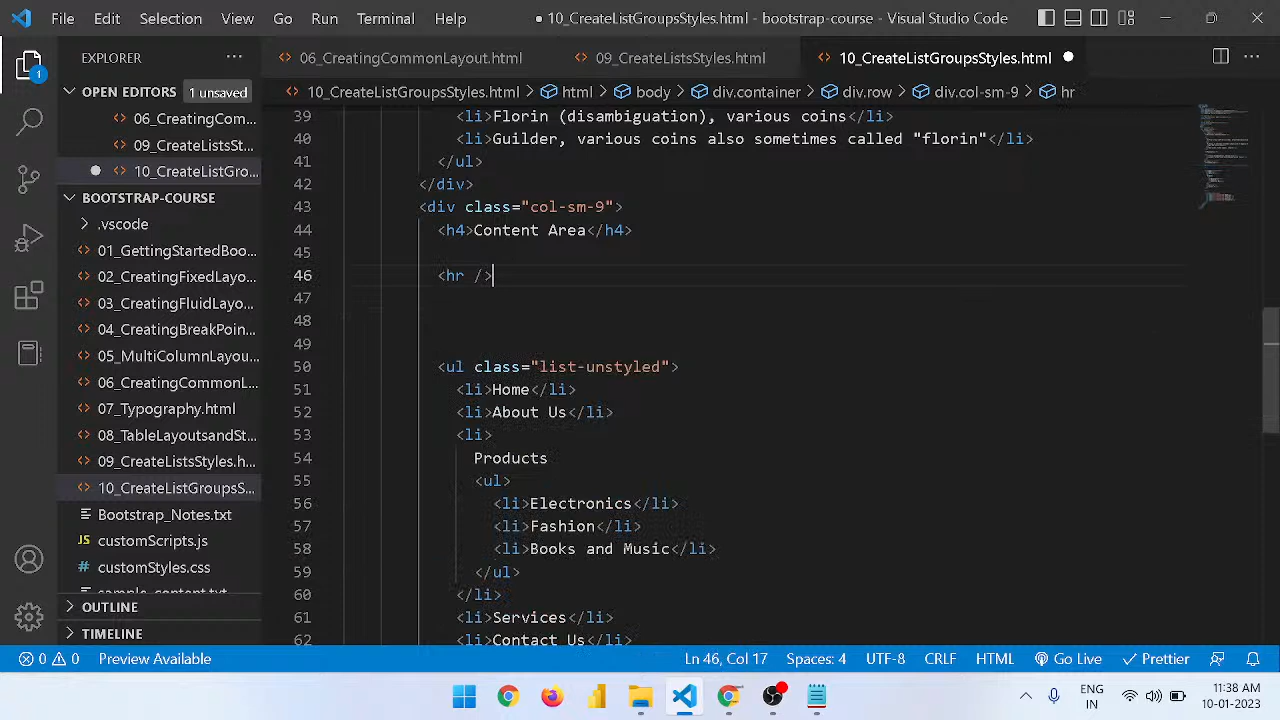 File Edit Selection View Go Run Terminal Help
10_CreateListGroupsStyles.html - bootstrap-course - Visual Studio Code
EXPLORER
06_CreatingCommonLayout.html
09_CreateListsStyles.html
10_CreateListGroupsStyles.html
OPEN EDITORS 1 unsaved
06_CreatingCom...
09_CreateListsSt...
10_CreateListGro...
BOOTSTRAP-COURSE
.vscode
01_GettingStartedBoo...
02_CreatingFixedLayo...
03_CreatingFluidLayo...
04_CreatingBreakPoin...
05_MultiColumnLayou...
06_CreatingCommonL...
07_Typography.html
08_TableLayoutsandSt...
09_CreateListsStyles.h...
10_CreateListGroupsS...
Bootstrap_Notes.txt
customScripts.js
customStyles.css
sample_content.txt
OUTLINE
TIMELINE
10_CreateListGroupsStyles.html > html > body > div.container > div.row > div.col-sm-9 > hr
39 <li>Florin (disambiguation), various coins</li>
40 <li>Guilder, various coins also sometimes called "florin"</li>
41 </ul>
42 </div>
43 <div class="col-sm-9">
44 <h4>Content Area</h4>
45
46 <hr />
47
48
49
50 <ul class="list-unstyled">
51 <li>Home</li>
52 <li>About Us</li>
53 <li>
54 Products
55 <ul>
56 <li>Electronics</li>
57 <li>Fashion</li>
58 <li>Books and Music</li>
59 </ul>
60 </li>
61 <li>Services</li>
62 <li>Contact Us</li>
0 0 Preview Available Ln 46, Col 17 Spaces: 4 UTF-8 CRLF HTML Go Live Prettier
1
ENG
IN
11:38 AM
10-01-2023